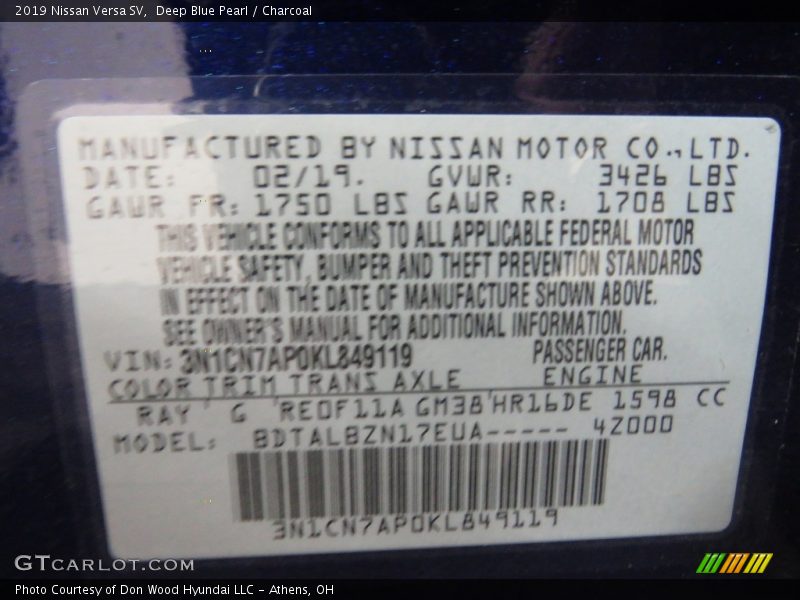 2019 Nissan Versa SV,  Deep Blue Pearl / Charcoal
MANUFACTURED BY NISSAN MOTOR CO.,LTD.
DATE: 02/19. GVWR: 3426 LBS
GAWR FR: 1750 LBS GAWR RR: 1708 LBS
THIS VEHICLE CONFORMS TO ALL APPLICABLE FEDERAL MOTOR
VEHICLE SAFETY, BUMPER AND THEFT PREVENTION STANDARDS
IN EFFECT ON THE DATE OF MANUFACTURE SHOWN ABOVE.
SEE OWNER'S MANUAL FOR ADDITIONAL INFORMATION.
VIN: 3N1CN7AP0KL849119 PASSENGER CAR.
COLOR TRIM TRANS AXLE ENGINE
RAY ' G 'RE0F11A GM38'HR16DE 1598 CC
MODEL: BDTALBZN17EUA----- 4Z000
3N1CN7AP0KL849119
GTCARLOT.COM
Photo Courtesy of Don Wood Hyundai LLC - Athens, OH